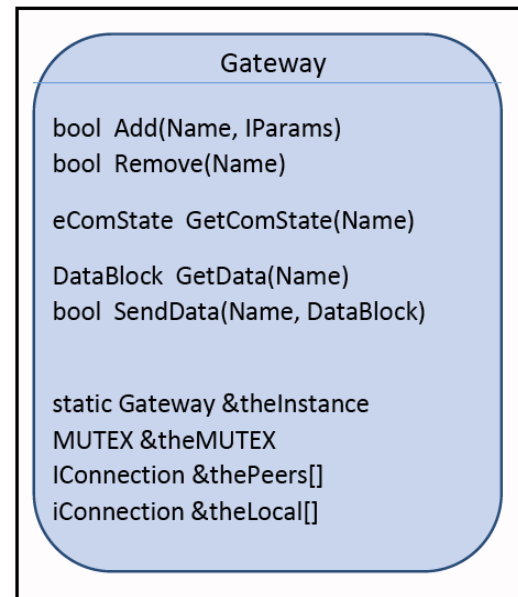 Gateway
bool  Add(Name, IParams)
bool  Remove(Name)
eComState  GetComState(Name)
DataBlock  GetData(Name)
bool  SendData(Name, DataBlock)
static Gateway &theInstance
MUTEX &theMUTEX
IConnection &thePeers[]
iConnection &theLocal[]